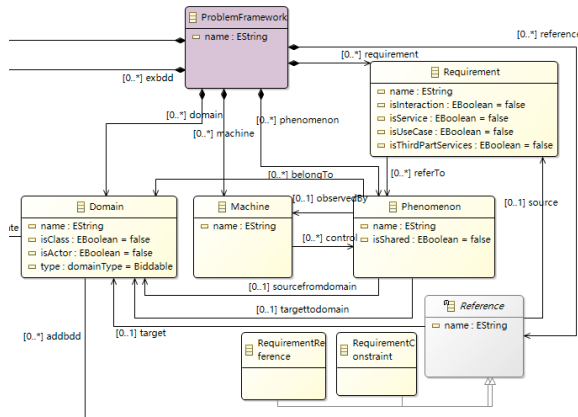 ProblemFramework
name : EString
[0..*] reference
[0..*] requirement
[0..*] exbdd
Requirement
name : EString
isInteraction : EBoolean = false
isService : EBoolean = false
isUseCase : EBoolean = false
isThirdPartServices : EBoolean = false
[0..*] domain
[0..*] machine
[0..*] phenomenon
[0..*] belongTo
[0..*] referTo
[0..1] observedBy
[0..1] source
Domain
name : EString
isClass : EBoolean = false
isActor : EBoolean = false
type : domainType = Biddable
Machine
name : EString
Phenomenon
name : EString
isShared : EBoolean = false
[0..*] control
[0..1] sourcefromdomain
[0..1] targettodomain
[0..*] addbdd
[0..1] target
Reference
name : EString
RequirementRe
ference
RequirementC
onstraint